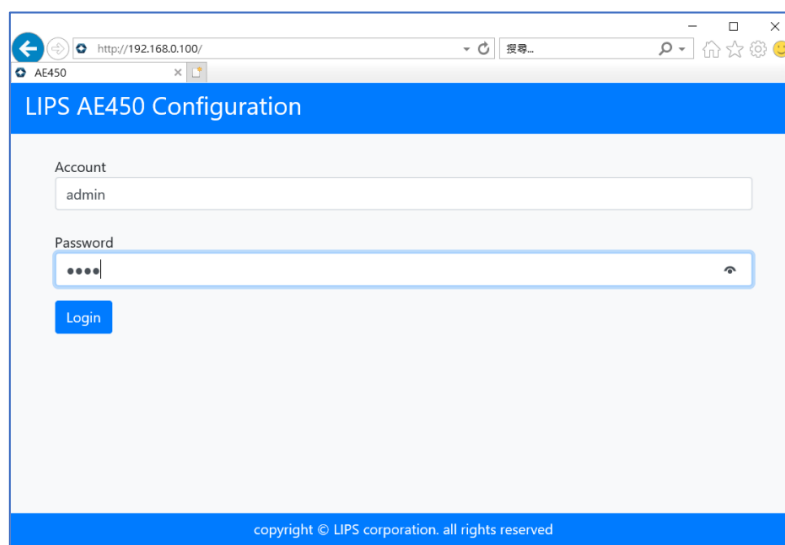 http://192.168.0.100/
搜尋...
AE450
LIPS AE450 Configuration
Account
admin
Password
••••
Login
copyright © LIPS corporation. all rights reserved